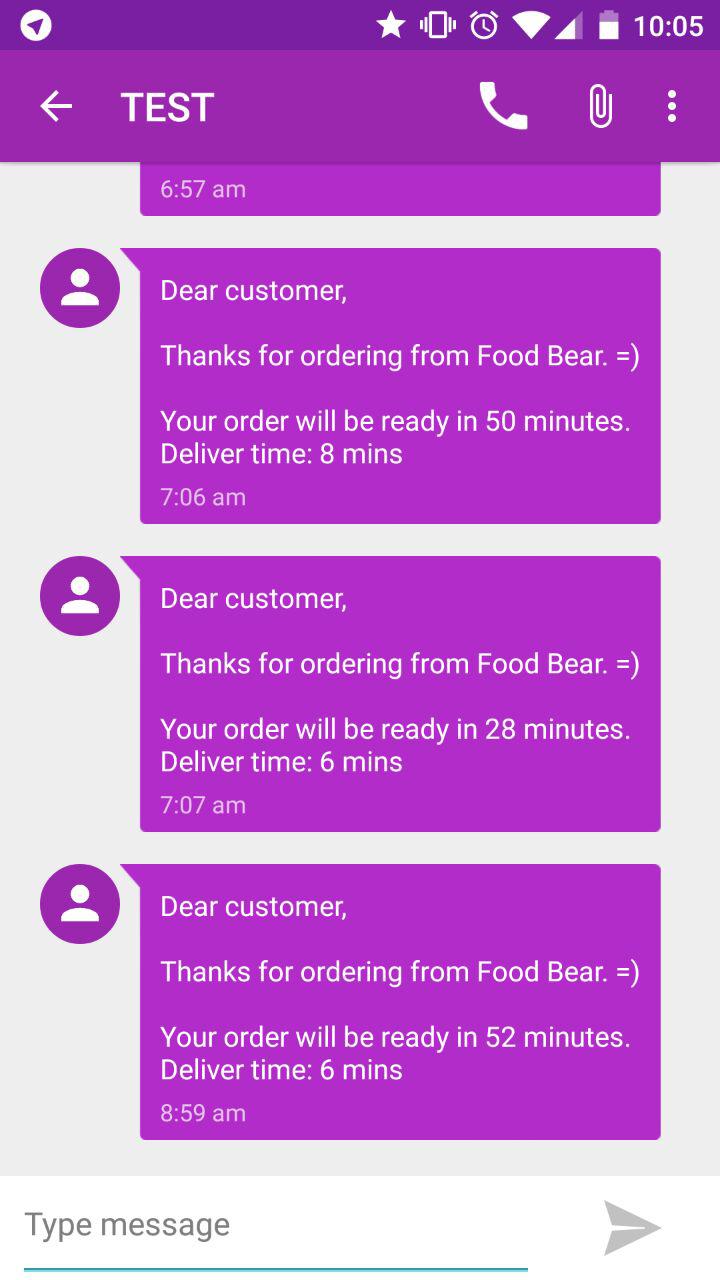 10:05
TEST
6:57 am
Dear customer,
Thanks for ordering from Food Bear. =)
Your order will be ready in 50 minutes.
Deliver time: 8 mins
7:06 am
Dear customer,
Thanks for ordering from Food Bear. =)
Your order will be ready in 28 minutes.
Deliver time: 6 mins
7:07 am
Dear customer,
Thanks for ordering from Food Bear. =)
Your order will be ready in 52 minutes.
Deliver time: 6 mins
8:59 am
Type message